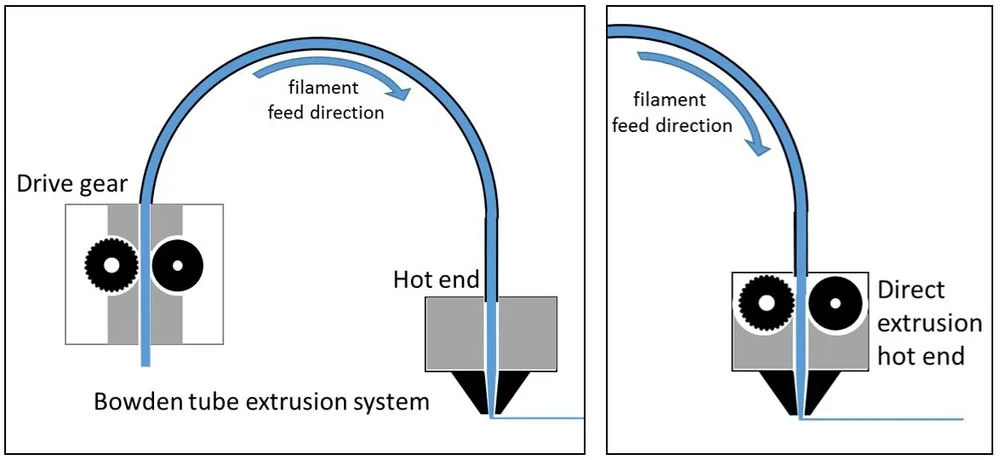 filament
feed direction
Drive gear
Hot end
Bowden tube extrusion system
filament
feed direction
Direct
extrusion
hot end